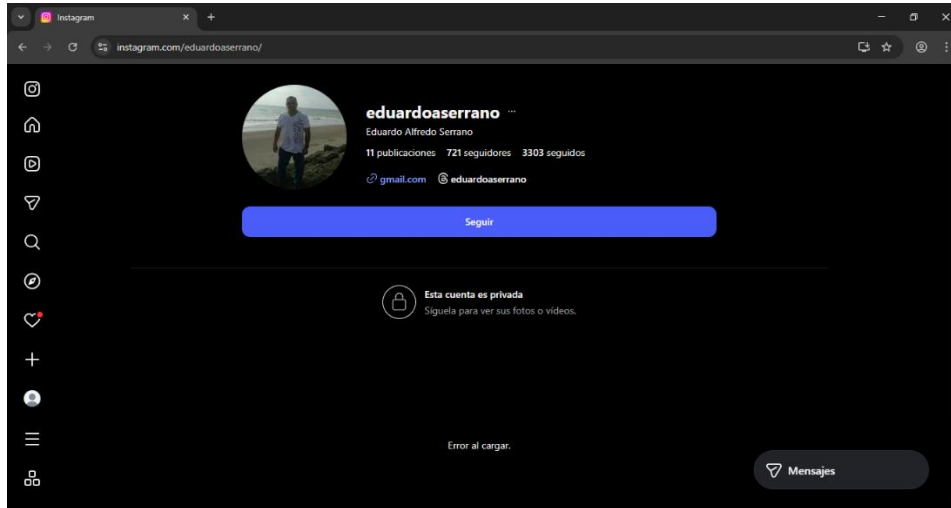 Instagram
instagram.com/eduardoaserrano/
eduardoaserrano ...
Eduardo Alfredo Serrano
11 publicaciones 721 seguidores 3303 seguidos
gmail.com eduardoaserrano
Seguir
Esta cuenta es privada
Síguela para ver sus fotos o vídeos.
Error al cargar.
Mensajes